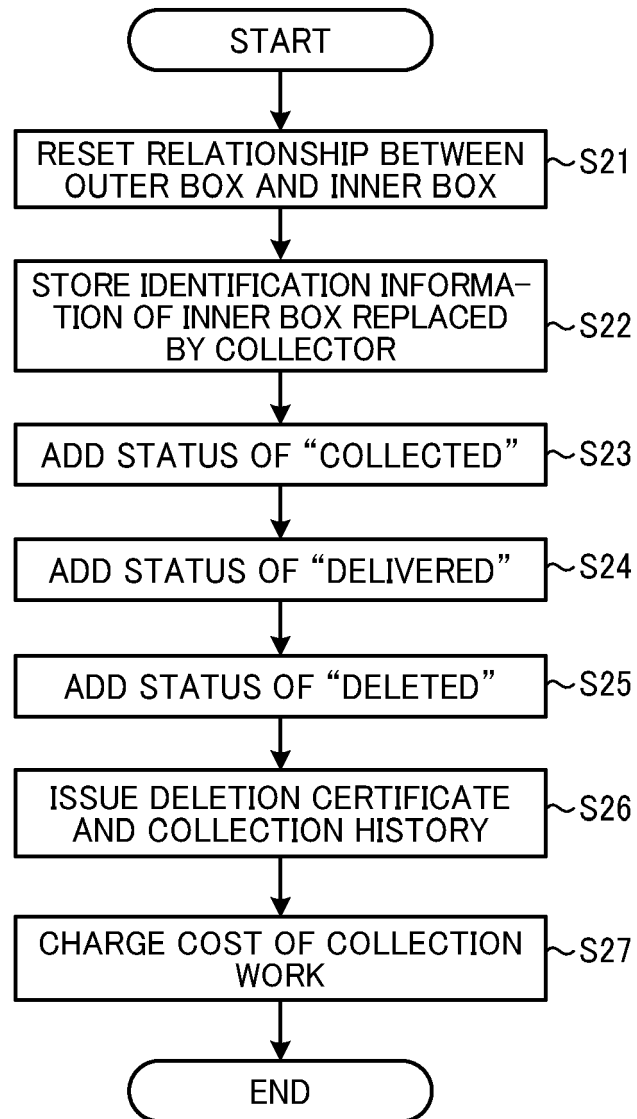 START
RESET RELATIONSHIP BETWEEN
OUTER BOX AND INNER BOX
S21
STORE IDENTIFICATION INFORMA-
TION OF INNER BOX REPLACED
BY COLLECTOR
S22
ADD STATUS OF “COLLECTED”
S23
ADD STATUS OF “DELIVERED”
S24
ADD STATUS OF “DELETED”
S25
ISSUE DELETION CERTIFICATE
AND COLLECTION HISTORY
S26
CHARGE COST OF COLLECTION
WORK
S27
END